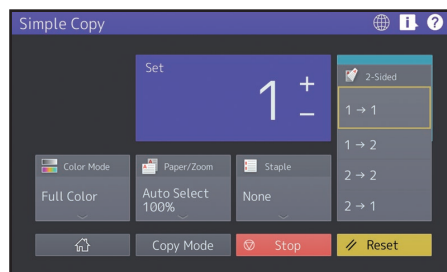 Simple Copy
Set
1
+
−
2-Sided
1 → 1
1 → 2
2 → 2
2 → 1
Color Mode
Full Color
Paper/Zoom
Auto Select
100%
Staple
None
Copy Mode
Stop
Reset